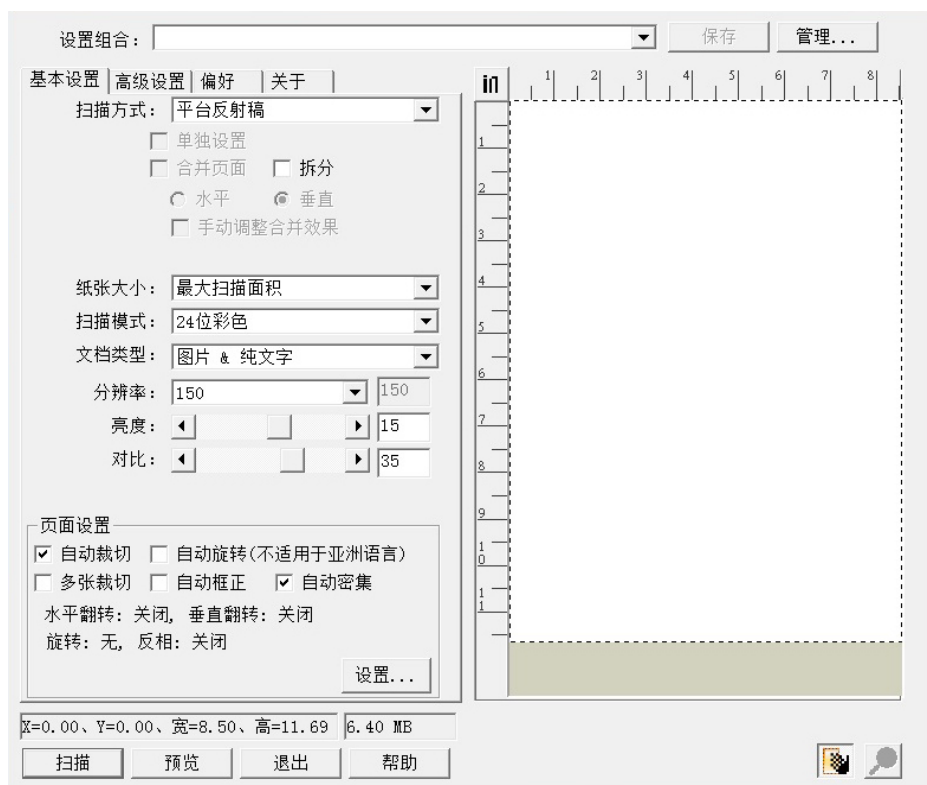 设置组合:
保存
管理...
基本设置 高级设置 偏好 关于
扫描方式: 平台反射稿
单独设置
合并页面 拆分
水平 垂直
手动调整合并效果
纸张大小: 最大扫描面积
扫描模式: 24位彩色
文档类型: 图片 & 纯文字
分辨率: 150 150
亮度: 15
对比: 35
页面设置
自动裁切 自动旋转(不适用于亚洲语言)
多张裁切 自动框正 自动密集
水平翻转: 关闭, 垂直翻转: 关闭
旋转: 无, 反相: 关闭
设置...
X=0.00、Y=0.00、宽=8.50、高=11.69 6.40 MB
扫描 预览 退出 帮助
in 1 2 3 4 5 6 7 8
1
2
3
4
5
6
7
8
9
10
11